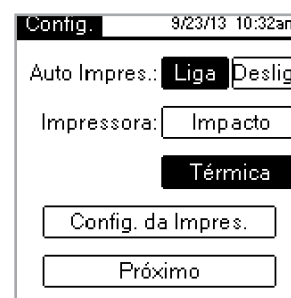 Config. 9/23/13 10:32am
Auto Impres.: Liga Deslig
Impressora: Impacto
Térmica
Config. da Impres.
Próximo